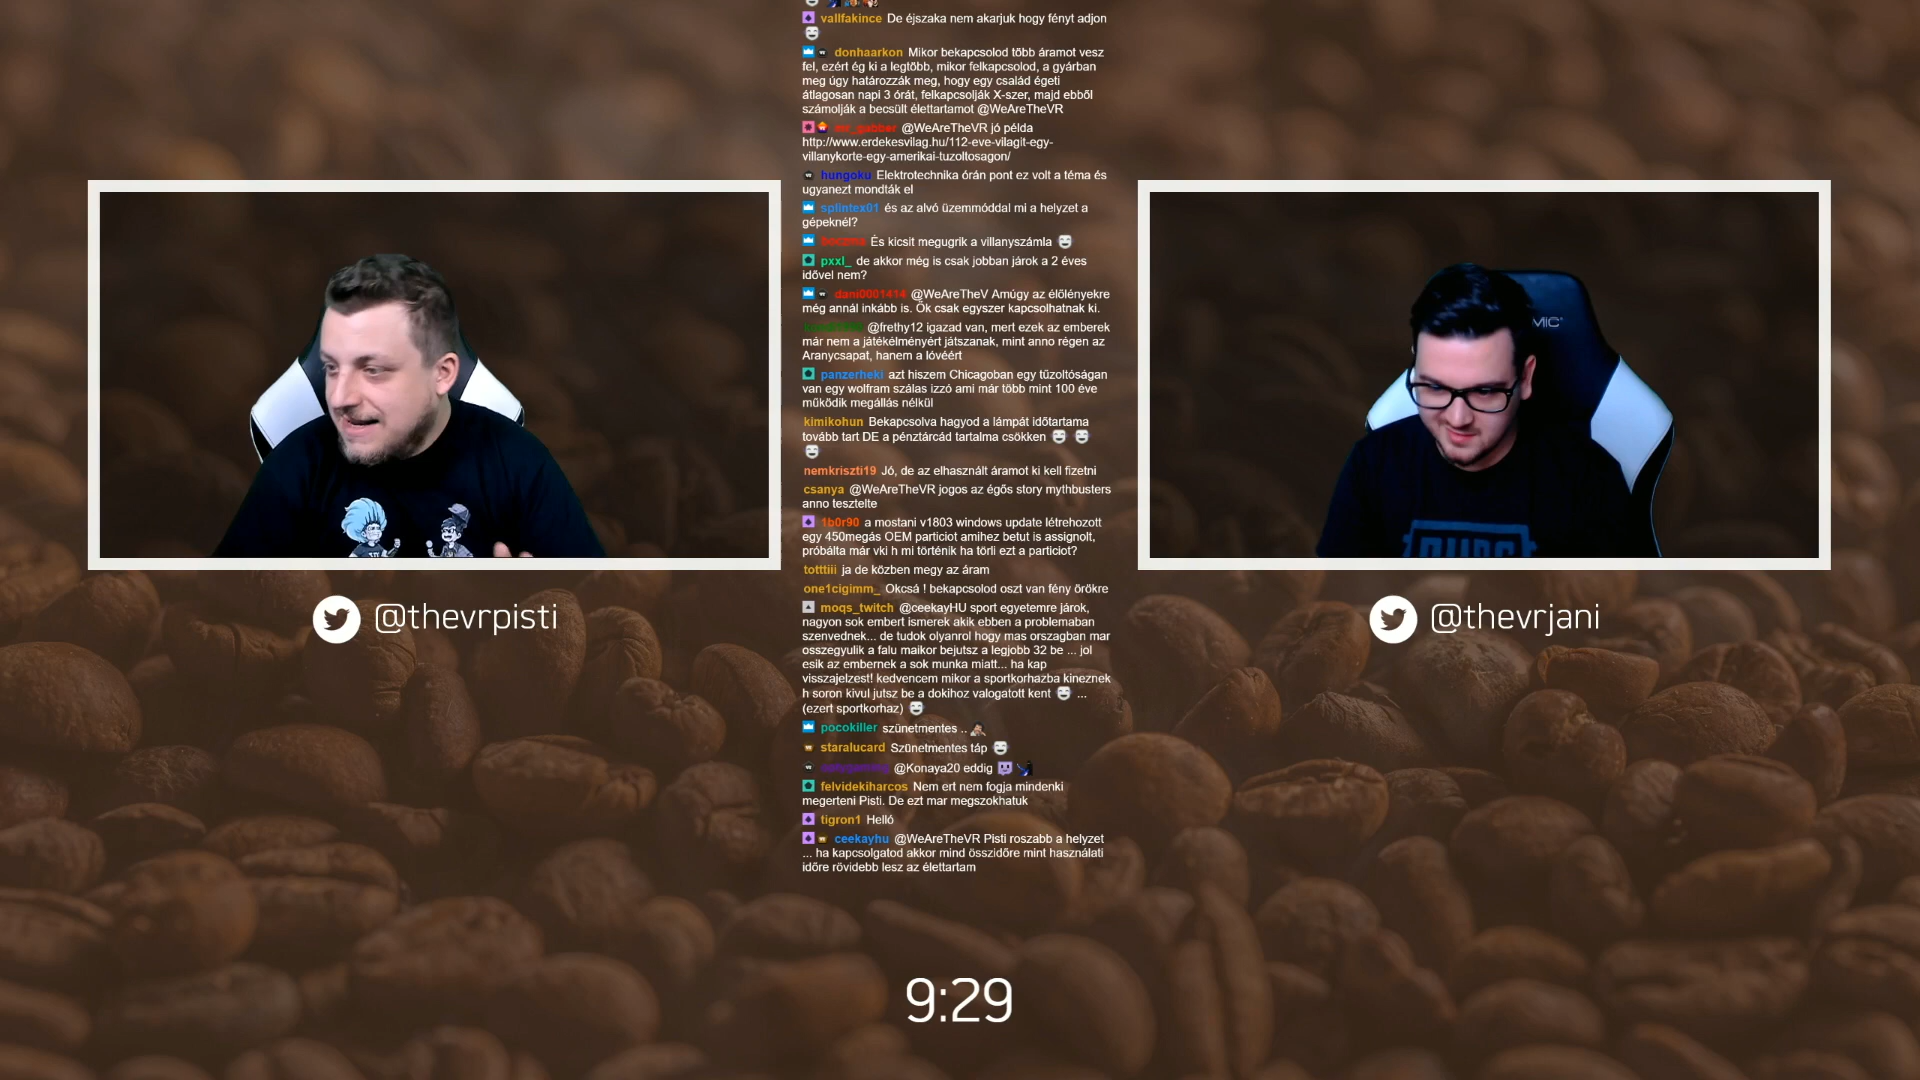 vallfakince De éjszaka nem akarjuk hogy fényt adjon
donhaarkon Mikor bekapcsolod több áramot vesz
fel, ezért ég ki a legtöbb, mikor felkapcsolod, a gyárban
meg úgy határozzák meg, hogy egy család égeti
átlagosan napi 3 órát, felkapcsolják X-szer, majd ebből
számolják a becsült élettartamot @WeAreTheVR
mr_gabber @WeAreTheVR jó példa
http://www.erdekesvilag.hu/112-eve-vilagit-egy-
villanykorte-egy-amerikai-tuzoltosagon/
hungoku Elektrotechnika órán pont ez volt a téma és
ugyanezt mondták el
splintex01 és az alvó üzemmóddal mi a helyzet a
gépeknél?
És kicsit megugrik a villanyszámla
pxxl_ de akkor még is csak jobban járok a 2 éves
idővel nem?
dani0001414 @WeAreTheV Amúgy az élőlényekre
még annál inkább is. Ők csak egyszer kapcsolhatnak ki.
@frethy12 igazad van, mert ezek az emberek
már nem a játékélményért játszanak, mint anno régen az
Aranycsapat, hanem a lóvéért
panzerheki azt hiszem Chicagoban egy tűzoltóságan
van egy wolfram szálas izzó ami már több mint 100 éve
működik megállás nélkül
kimikohun Bekapcsolva hagyod a lámpát időtartama
tovább tart DE a pénztárcád tartalma csökken
nemkriszti19 Jó, de az elhasznált áramot ki kell fizetni
csanya @WeAreTheVR jogos az égős story mythbusters
anno tesztelte
1b0r90 a mostani v1803 windows update létrehozott
egy 450megás OEM particiot amihez betut is assignolt,
próbálta már vki h mi történik ha törli ezt a particiot?
totttiii ja de közben megy az áram
one1cigimm_ Okcsá ! bekapcsolod oszt van fény örökre
moqs_twitch @ceekayHU sport egyetemre járok,
nagyon sok embert ismerek akik ebben a problemaban
szenvednek... de tudok olyanrol hogy mas orszagban mar
osszegyulik a falu maikor bejutsz a legjobb 32 be ... jol
esik az embernek a sok munka miatt... ha kap
visszajelzest! kedvencem mikor a sportkorhazba kineznek
h soron kivul jutsz be a dokihoz valogatott kent ...
(ezert sportkorhaz)
pocokiller szünetmentes ..
staralucard Szünetmentes táp
@Konaya20 eddig
felvidekiharcos Nem ert nem fogja mindenki
megerteni Pisti. De ezt mar megszokhatuk
tigron1 Helló
ceekayhu @WeAreTheVR Pisti roszabb a helyzet
... ha kapcsolgatod akkor mind összidőre mint használati
időre rövidebb lesz az élettartam
@thevrpisti
@thevrjani
9:29